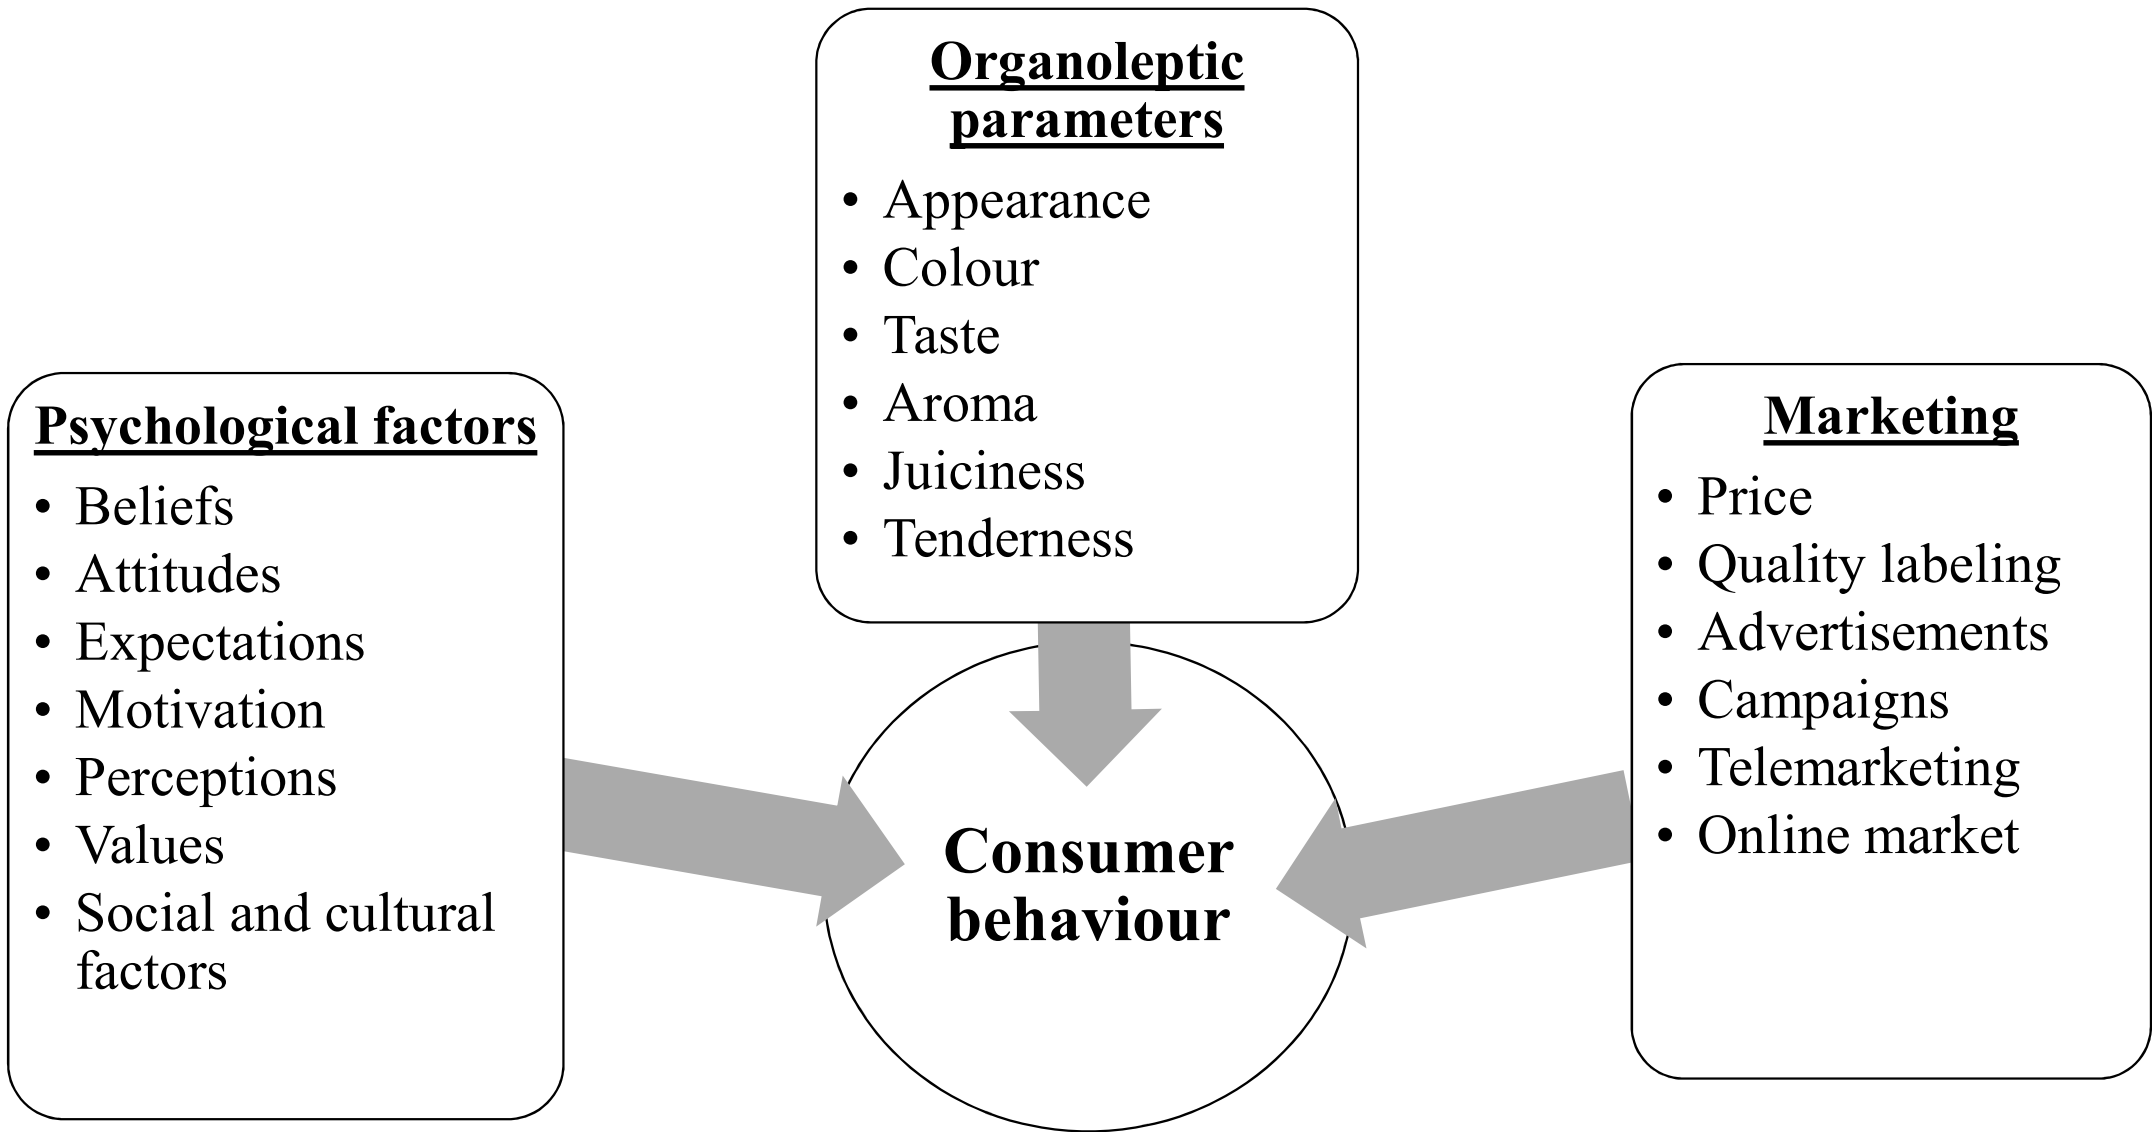 Organoleptic
parameters
• Appearance
• Colour
• Taste
• Aroma
• Juiciness
• Tenderness
Psychological factors
• Beliefs
• Attitudes
• Expectations
• Motivation
• Perceptions
• Values
• Social and cultural
factors
Marketing
• Price
• Quality labeling
• Advertisements
• Campaigns
• Telemarketing
• Online market
Consumer
behaviour